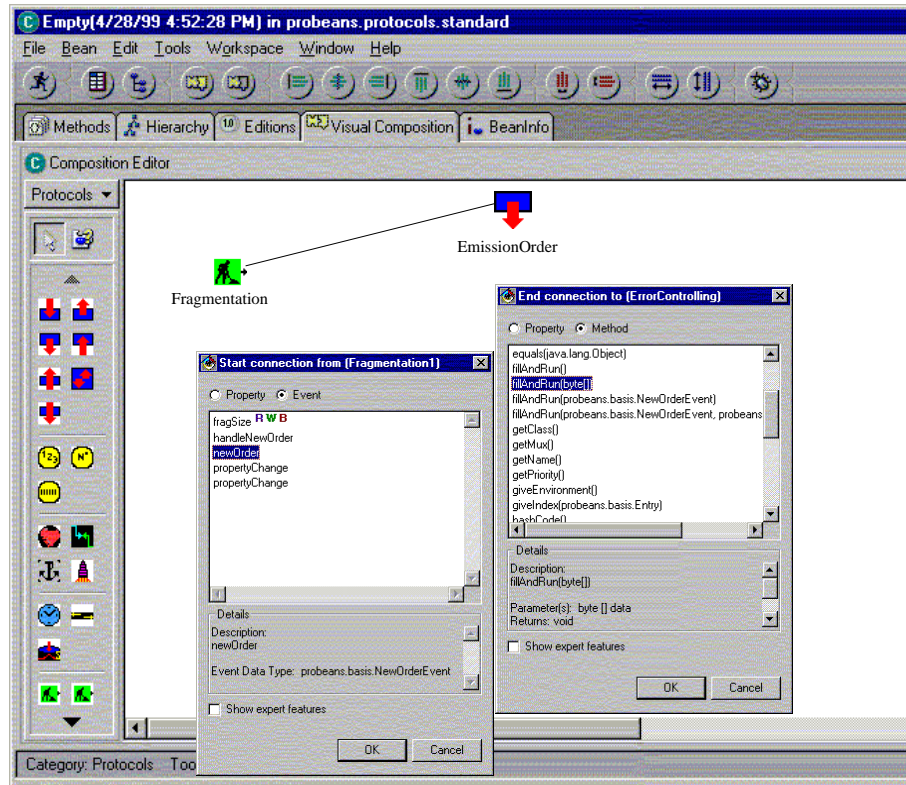 Empty(4/28/99 4:52:28 PM) in probeans.protocols.standard
File Bean Edit Tools Workspace Window Help
Methods Hierarchy Editions Visual Composition BeanInfo
Composition Editor
Protocols
EmissionOrder
Fragmentation
Start connection from (Fragmentation1)
Property Event
fragSize R W B
handleNewOrder
newOrder
propertyChange
propertyChange
Details
Description:
newOrder
Event Data Type: probeans.basis.NewOrderEvent
Show expert features
OK Cancel
End connection to (ErrorControlling)
Property Method
equals(java.lang.Object)
fillAndRun()
fillAndRun(byte[])
fillAndRun(probeans.basis.NewOrderEvent)
fillAndRun(probeans.basis.NewOrderEvent, probeans
getClass()
getMux()
getName()
getPriority()
giveEnvironment()
giveIndex(probeans.basis.Entry)
hashCode()
Details
Description:
fillAndRun(byte[])
Parameter(s): byte [] data
Returns: void
Show expert features
OK Cancel
Category: Protocols Too